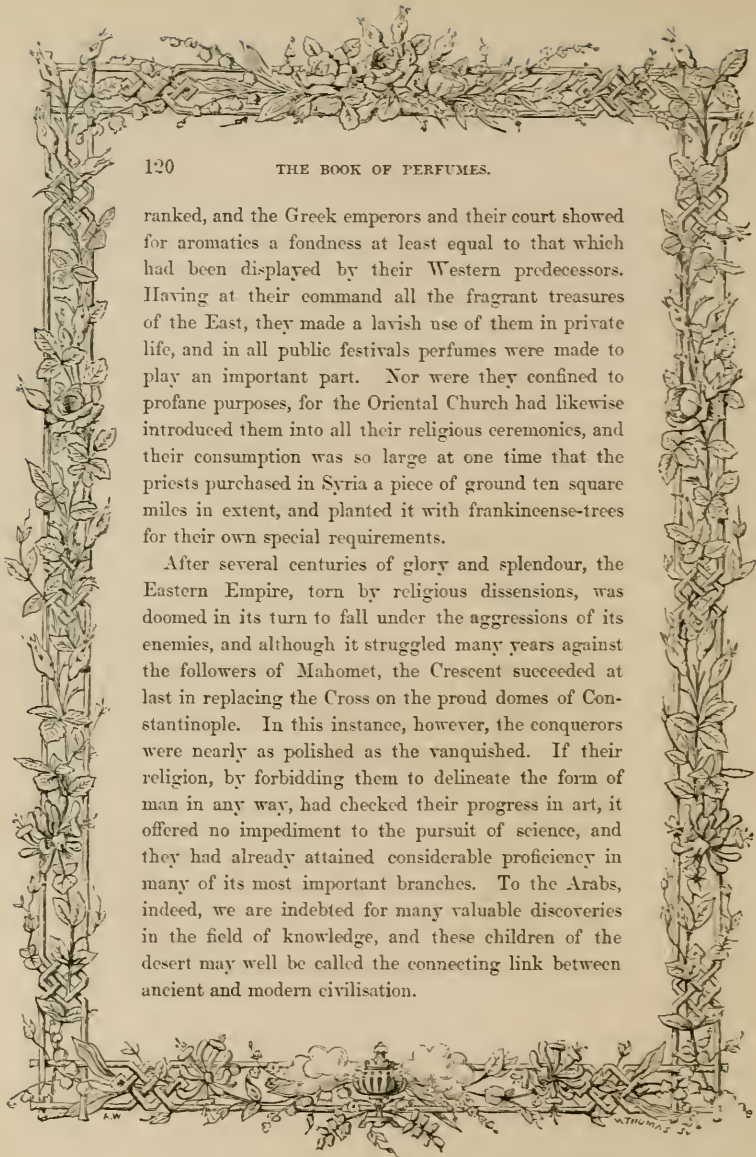 120 THE BOOK OF PERFUMES.
ranked, and the Greek emperors and their court showed
for aromatics a fondness at least equal to that which
had been displayed by their Western predecessors.
Having at their command all the fragrant treasures
of the East, they made a lavish use of them in private
life, and in all public festivals perfumes were made to
play an important part. Nor were they confined to
profane purposes, for the Oriental Church had likewise
introduced them into all their religious ceremonies, and
their consumption was so large at one time that the
priests purchased in Syria a piece of ground ten square
miles in extent, and planted it with frankincense-trees
for their own special requirements.
After several centuries of glory and splendour, the
Eastern Empire, torn by religious dissensions, was
doomed in its turn to fall under the aggressions of its
enemies, and although it struggled many years against
the followers of Mahomet, the Crescent succeeded at
last in replacing the Cross on the proud domes of Con-
stantinople. In this instance, however, the conquerors
were nearly as polished as the vanquished. If their
religion, by forbidding them to delineate the form of
man in any way, had checked their progress in art, it
offered no impediment to the pursuit of science, and
they had already attained considerable proficiency in
many of its most important branches. To the Arabs,
indeed, we are indebted for many valuable discoveries
in the field of knowledge, and these children of the
desert may well be called the connecting link between
ancient and modern civilisation.
A.W THOMAS Sc.